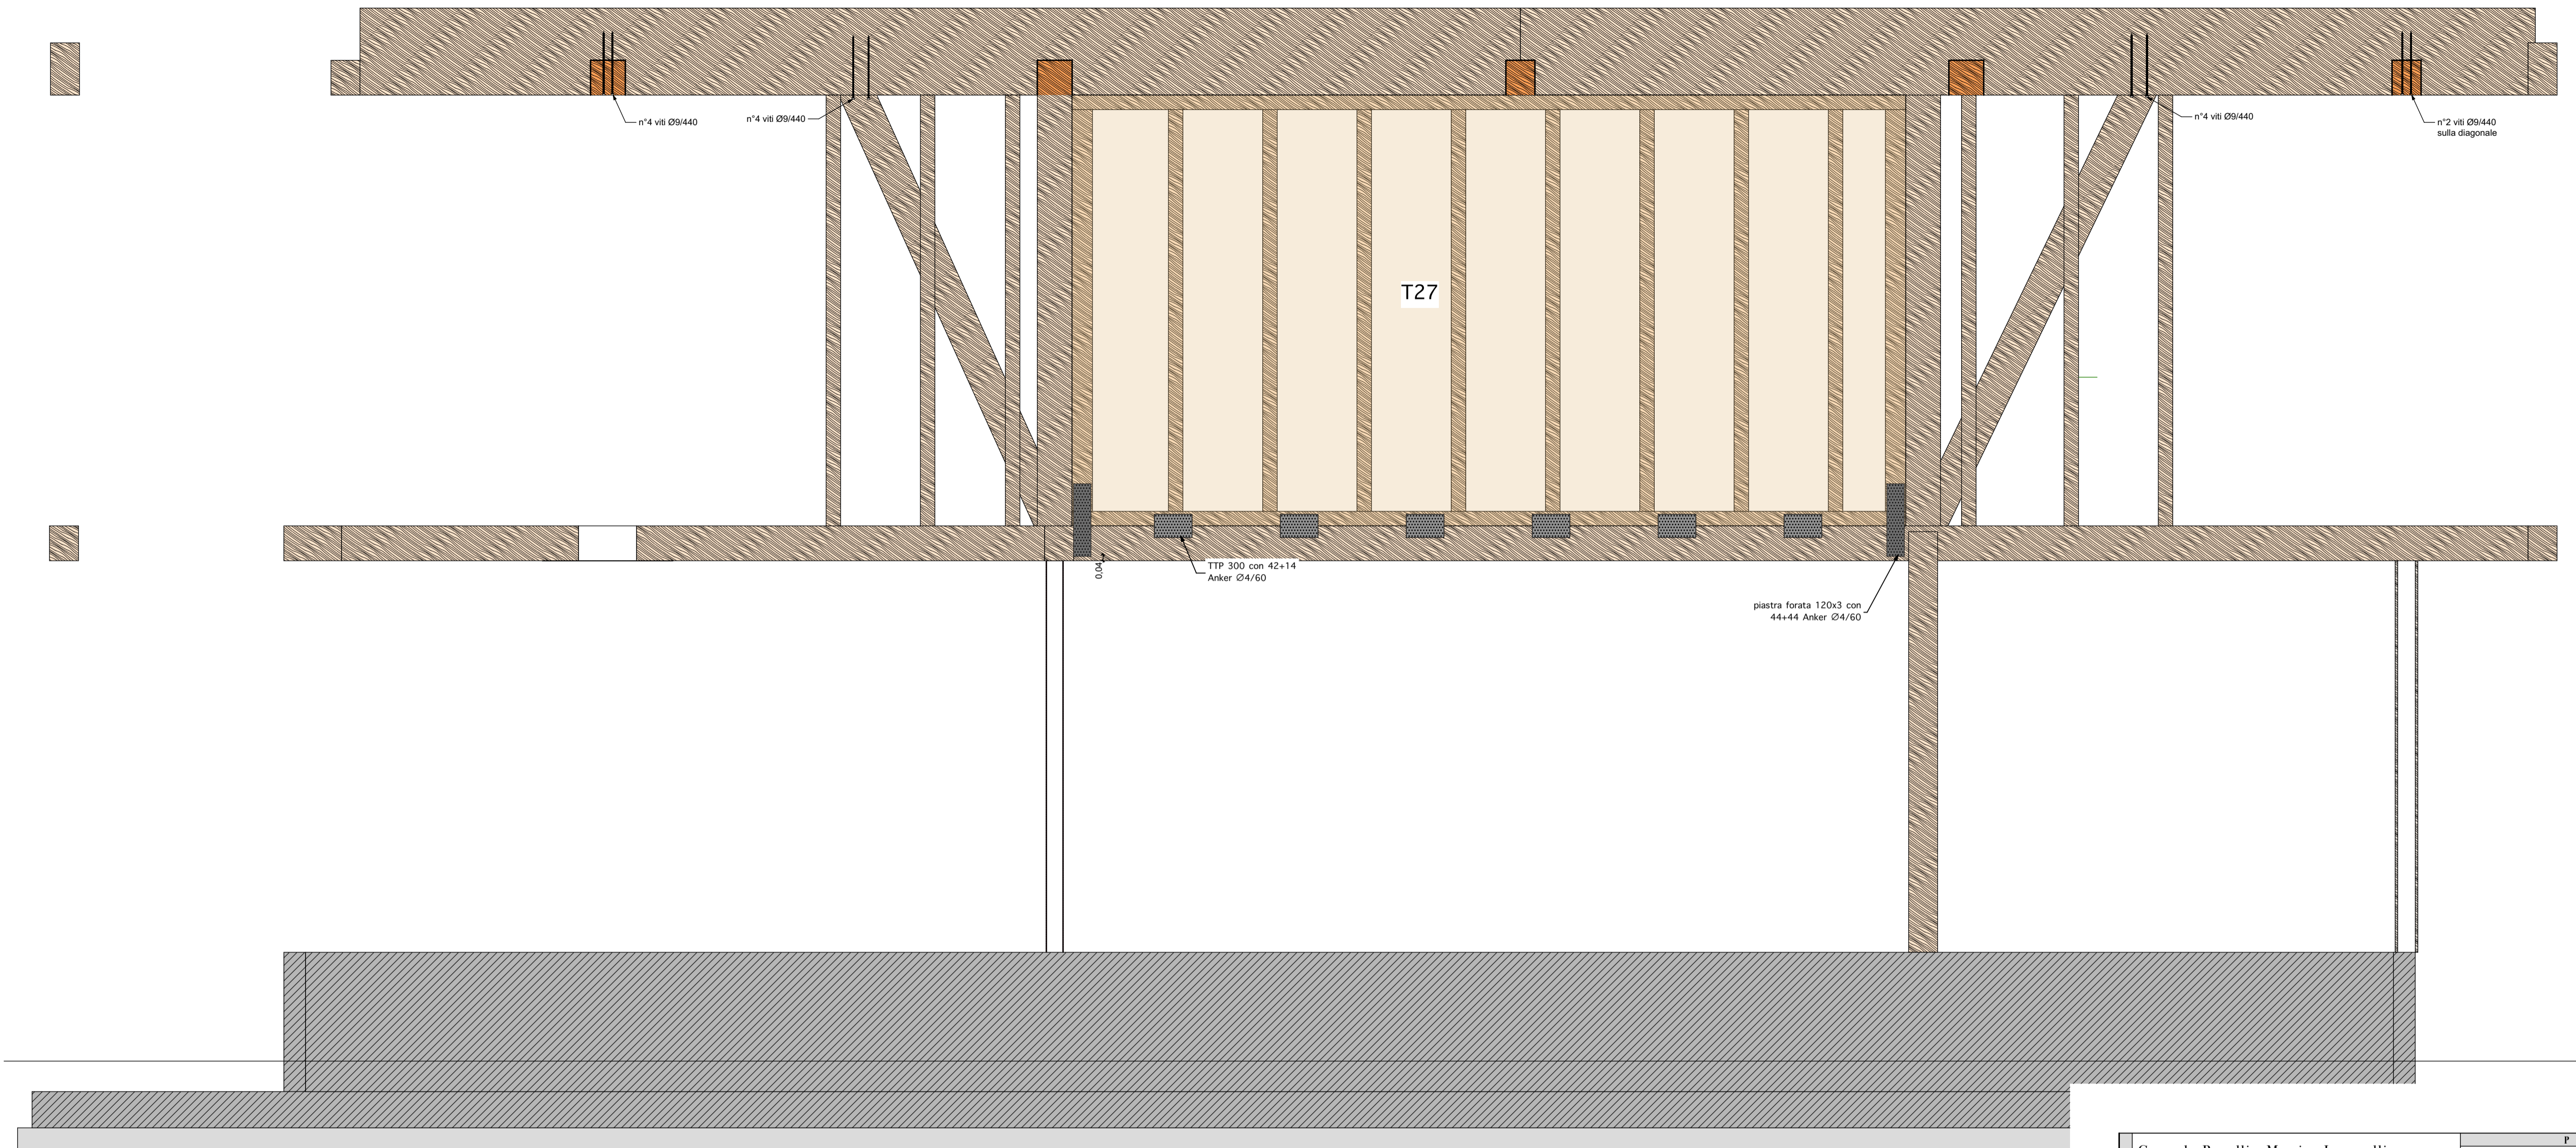 n°4 viti Ø9/440
n°4 viti Ø9/440
n°4 viti Ø9/440
n°2 viti Ø9/440
sulla diagonale
T27
0,04
TTP 300 con 42+14
Anker Ø4/60
piastra forata 120x3 con
44+44 Anker Ø4/60
P